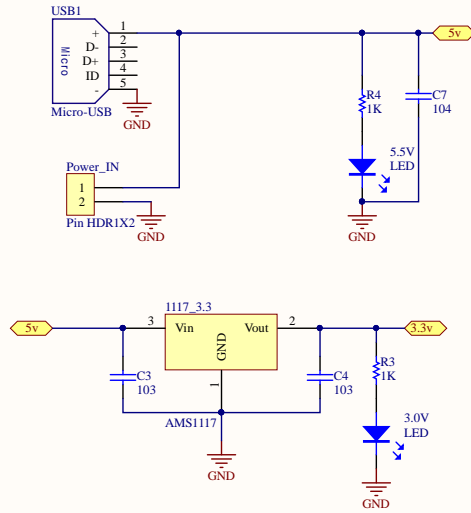 USB1
Micro
+ 1
D- 2
D+ 3
ID 4
- 5
Micro-USB
GND
5v
R4
1K
C7
104
5.5V
LED
GND
Power_IN
1
2
Pin HDR1X2
GND
1117_3.3
5v
3
Vin
Vout
2
3.3v
GND
1
C3
103
C4
103
R3
1K
AMS1117
3.0V
LED
GND
GND